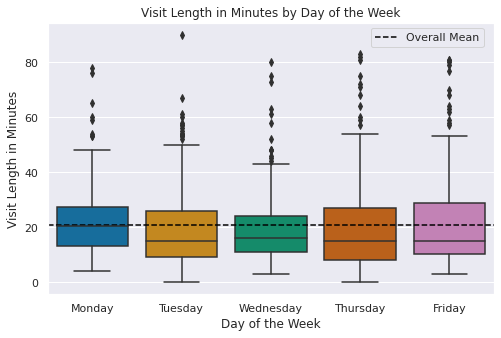 Visit Length in Minutes by Day of the Week
Overall Mean
Visit Length in Minutes
80
60
40
20
0
Monday Tuesday Wednesday Thursday Friday
Day of the Week